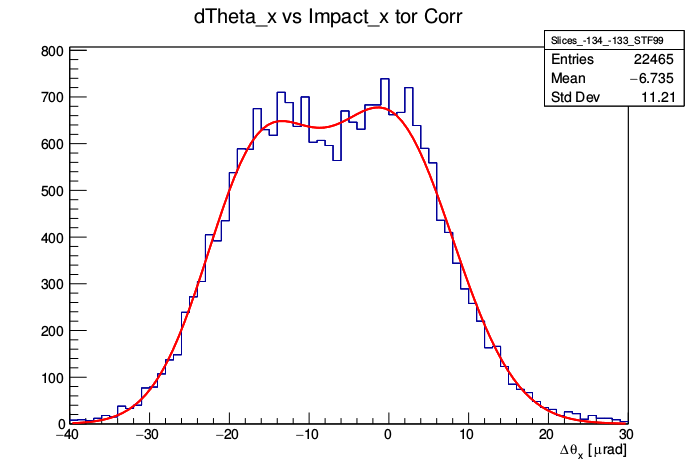 dTheta_x vs Impact_x tor Corr
Slices_-134_-133_STF99
Entries 22465
Mean −6.735
Std Dev 11.21
800
700
600
500
400
300
200
100
0
−40 −30 −20 −10 0 10 20 30
Δθx [μrad]